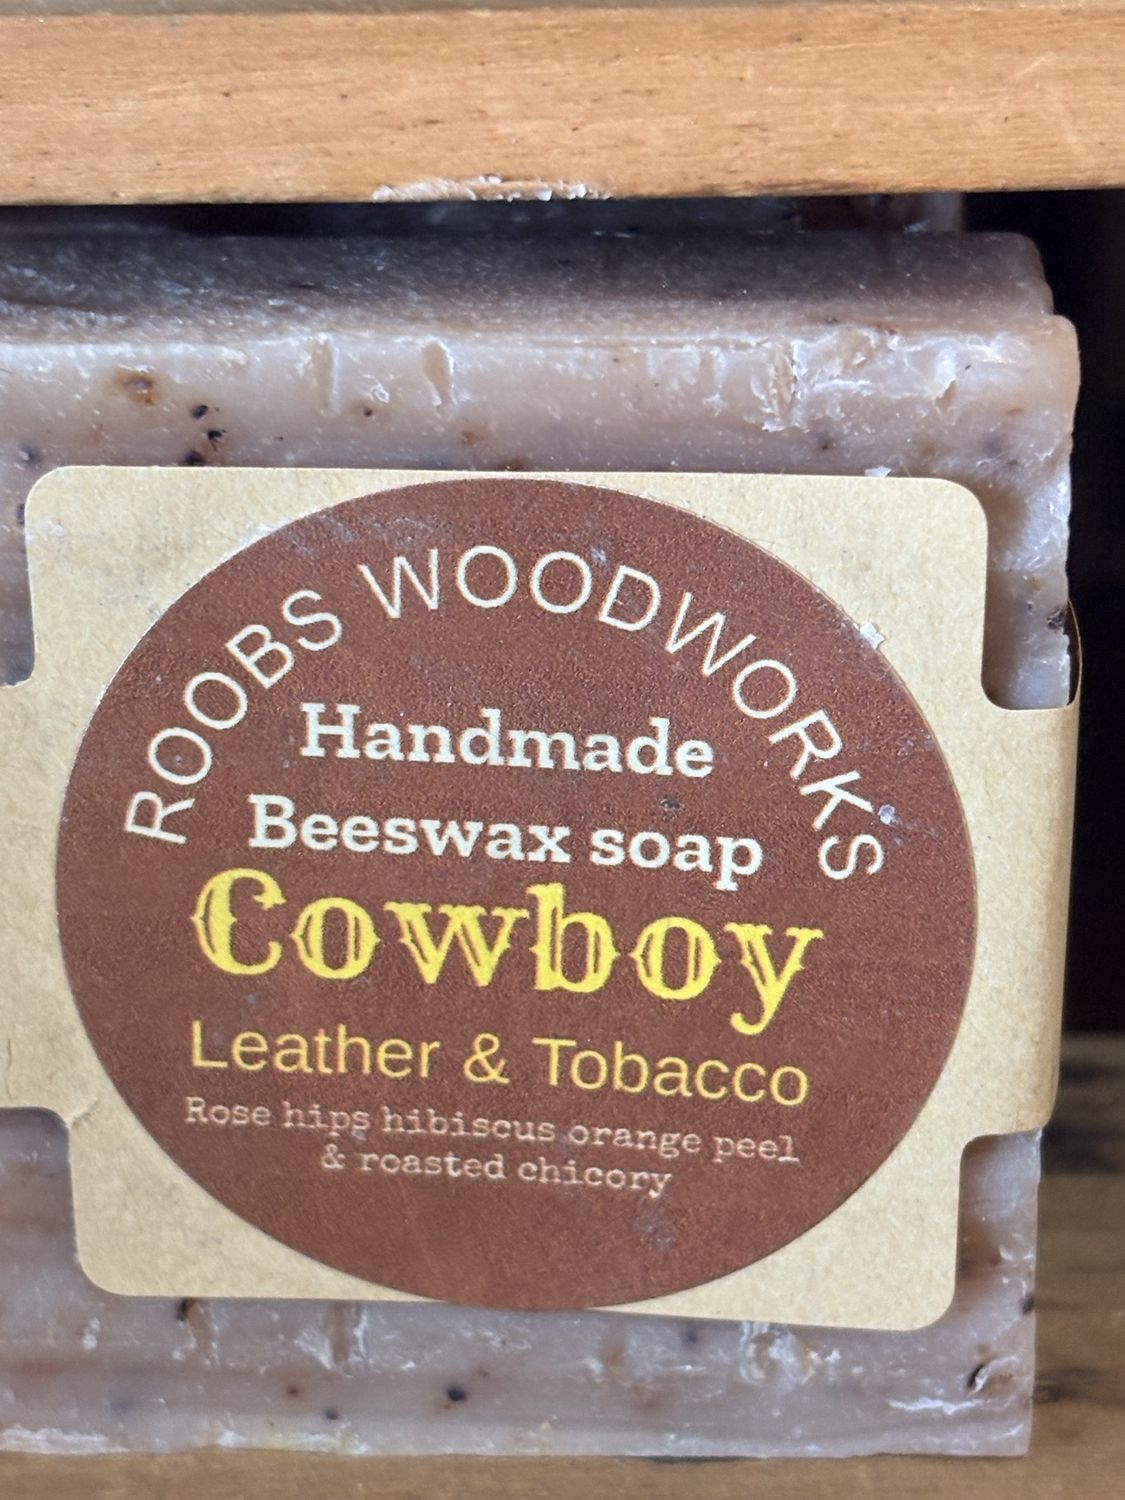 ROOBS WOODWORKS
Handmade
Beeswax soap
Cowboy
Leather & Tobacco
Rose hips hibiscus orange peel
& roasted chicory